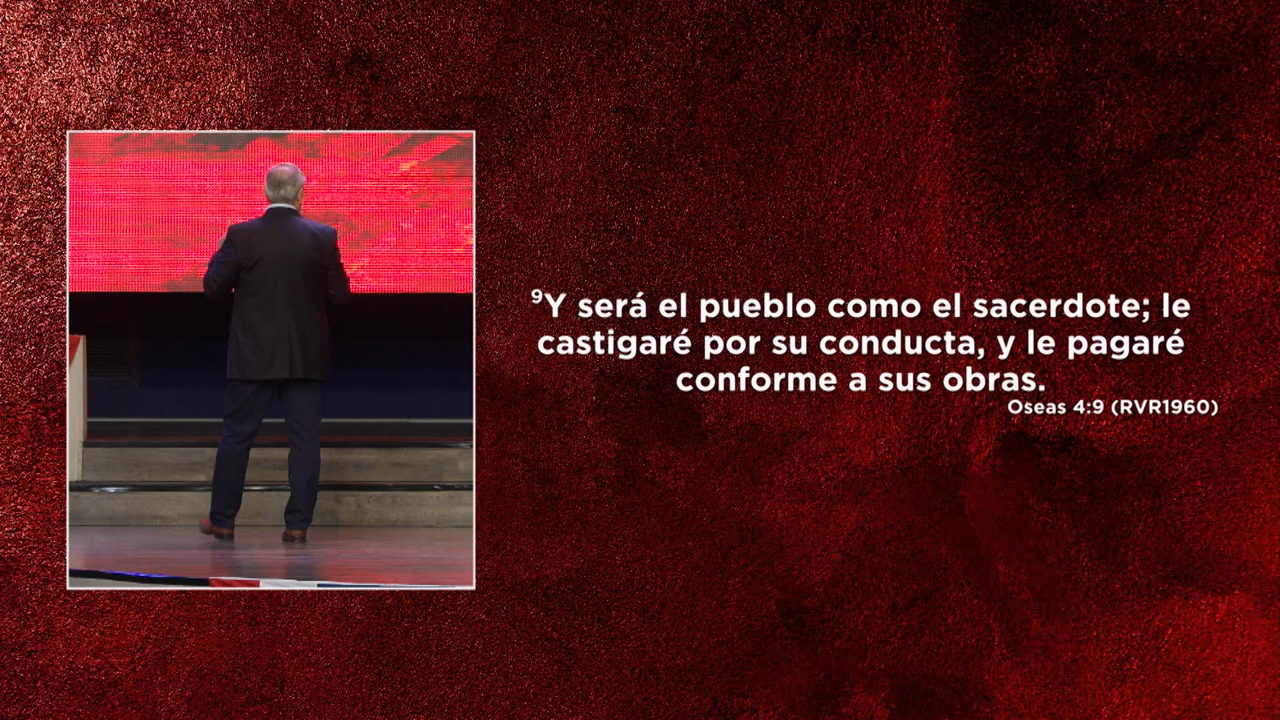 ⁹Y será el pueblo como el sacerdote; le
castigaré por su conducta, y le pagaré
conforme a sus obras.
Oseas 4:9 (RVR1960)